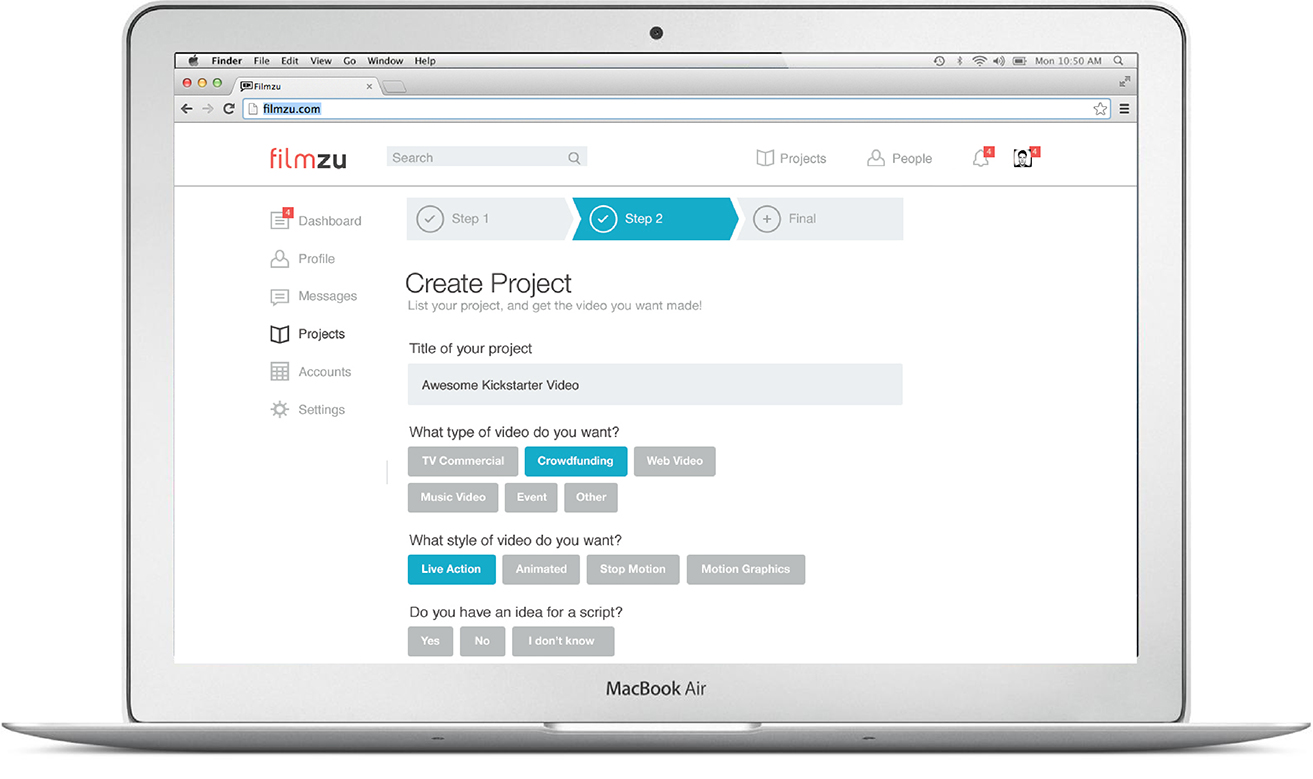 Finder File Edit View Go Window Help Mon 10:50 AM
Filmzu
filmzu.com
filmzu Search Projects People 4 4
4 Dashboard
Profile
Messages
Projects
Accounts
Settings
Step 1 Step 2 Final
Create Project
List your project, and get the video you want made!
Title of your project
Awesome Kickstarter Video
What type of video do you want?
TV Commercial Crowdfunding Web Video
Music Video Event Other
What style of video do you want?
Live Action Animated Stop Motion Motion Graphics
Do you have an idea for a script?
Yes No I don't know
MacBook Air